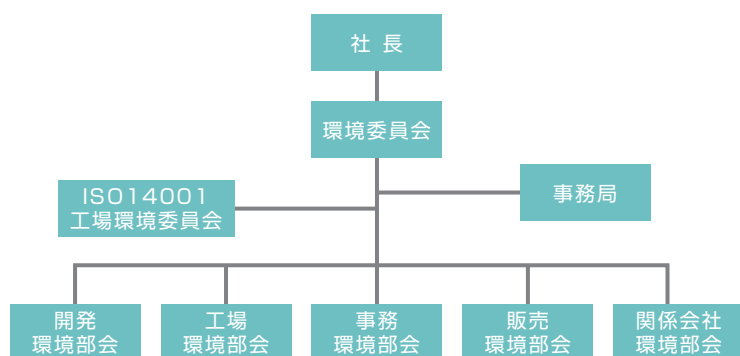 社 長
環境委員会
事務局
ISO14001
工場環境委員会
開発
環境部会
工場
環境部会
事務
環境部会
販売
環境部会
関係会社
環境部会